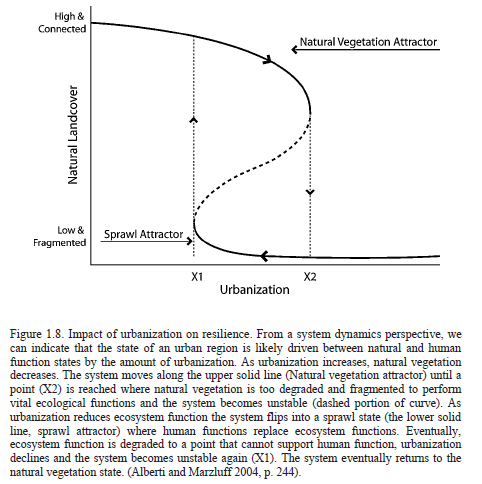 High &
Connected
Natural Vegetation Attractor
Natural Landcover
Low &
Fragmented
Sprawl Attractor
X1
X2
Urbanization
Figure 1.8. Impact of urbanization on resilience. From a system dynamics perspective, we
can indicate that the state of an urban region is likely driven between natural and human
function states by the amount of urbanization. As urbanization increases, natural vegetation
decreases. The system moves along the upper solid line (Natural vegetation attractor) until a
point (X2) is reached where natural vegetation is too degraded and fragmented to perform
vital ecological functions and the system becomes unstable (dashed portion of curve). As
urbanization reduces ecosystem function the system flips into a sprawl state (the lower solid
line, sprawl attractor) where human functions replace ecosystem functions. Eventually,
ecosystem function is degraded to a point that cannot support human function, urbanization
declines and the system becomes unstable again (X1). The system eventually returns to the
natural vegetation state. (Alberti and Marzluff 2004, p. 244).